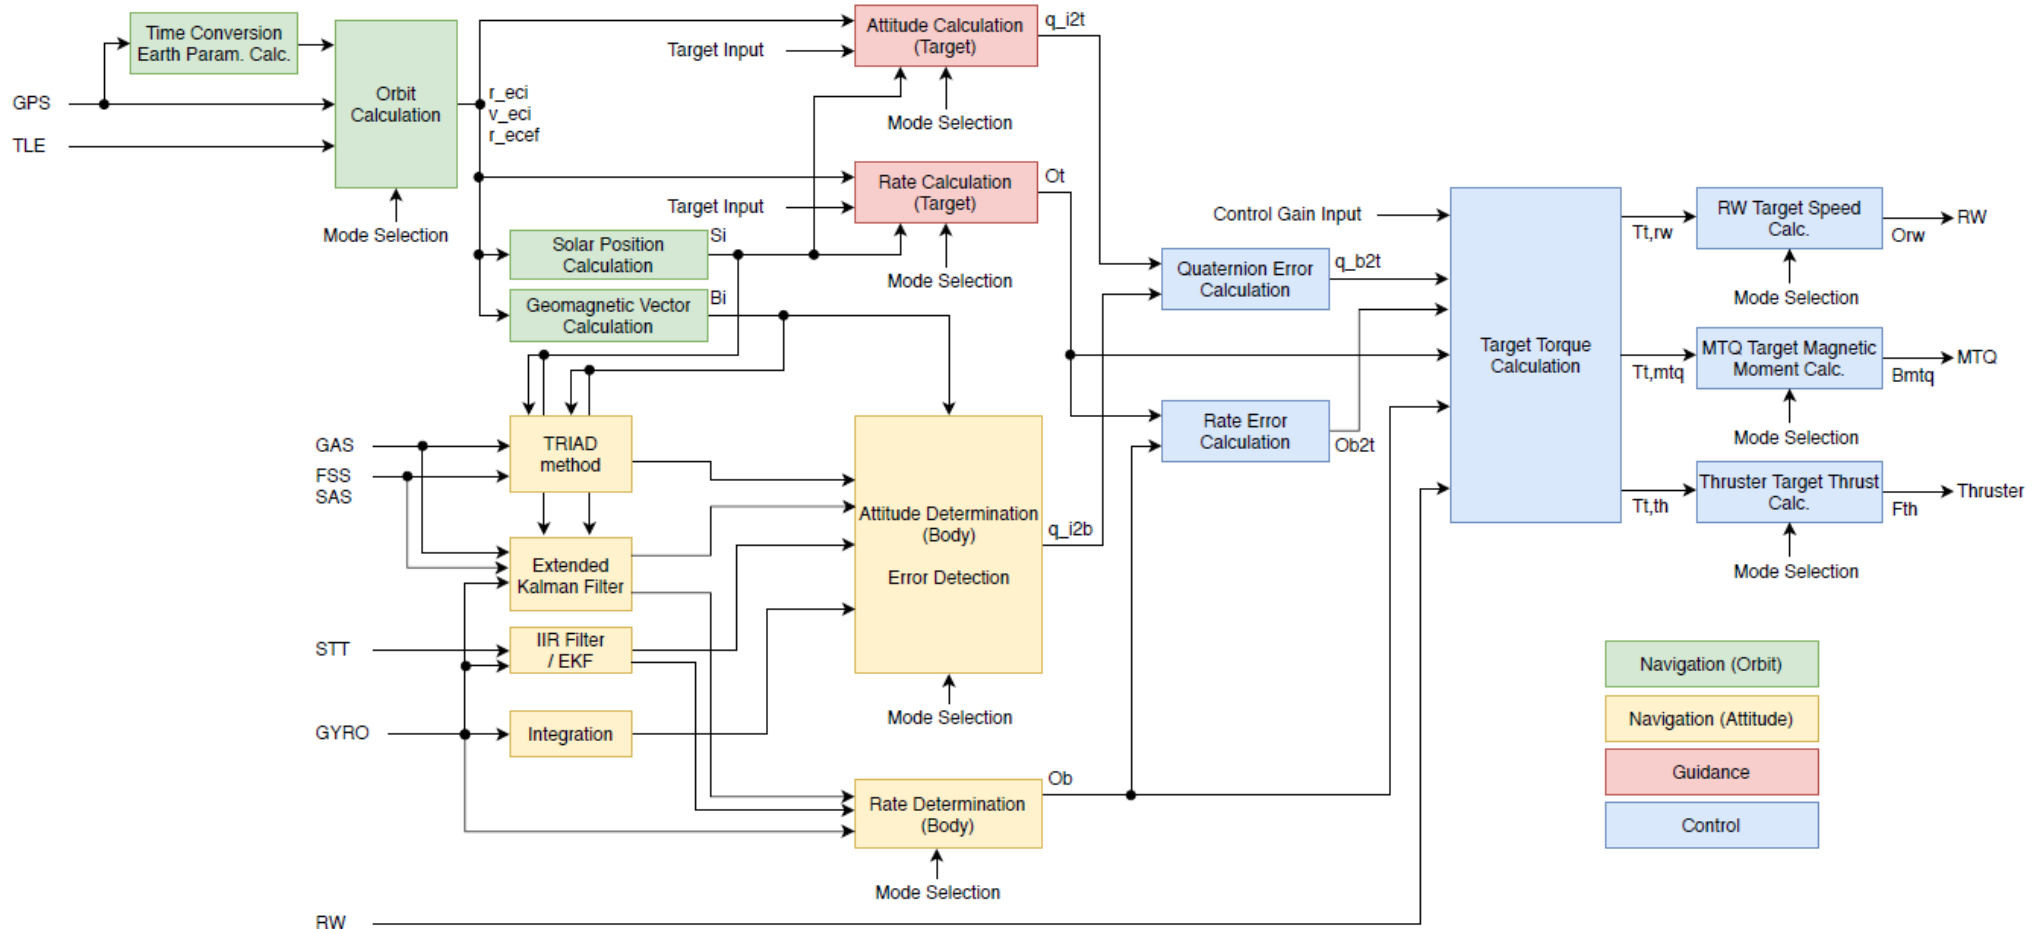 Time Conversion
Earth Param. Calc.
GPS
TLE
Orbit
Calculation
Mode Selection
r_eci
v_eci
r_ecef
Target Input
Attitude Calculation
(Target)
q_i2t
Mode Selection
Target Input
Rate Calculation
(Target)
Ot
Mode Selection
Solar Position
Calculation
Si
Geomagnetic Vector
Calculation
Bi
GAS
FSS
SAS
TRIAD
method
Extended
Kalman Filter
STT
IIR Filter
/ EKF
GYRO
Integration
Attitude Determination
(Body)
Error Detection
q_i2b
Mode Selection
Rate Determination
(Body)
Ob
Mode Selection
RW
Control Gain Input
Quaternion Error
Calculation
q_b2t
Rate Error
Calculation
Ob2t
Target Torque
Calculation
Tt,rw
RW Target Speed
Calc.
Orw
RW
Mode Selection
Tt,mtq
MTQ Target Magnetic
Moment Calc.
Bmtq
MTQ
Mode Selection
Tt,th
Thruster Target Thrust
Calc.
Fth
Thruster
Mode Selection
Navigation (Orbit)
Navigation (Attitude)
Guidance
Control